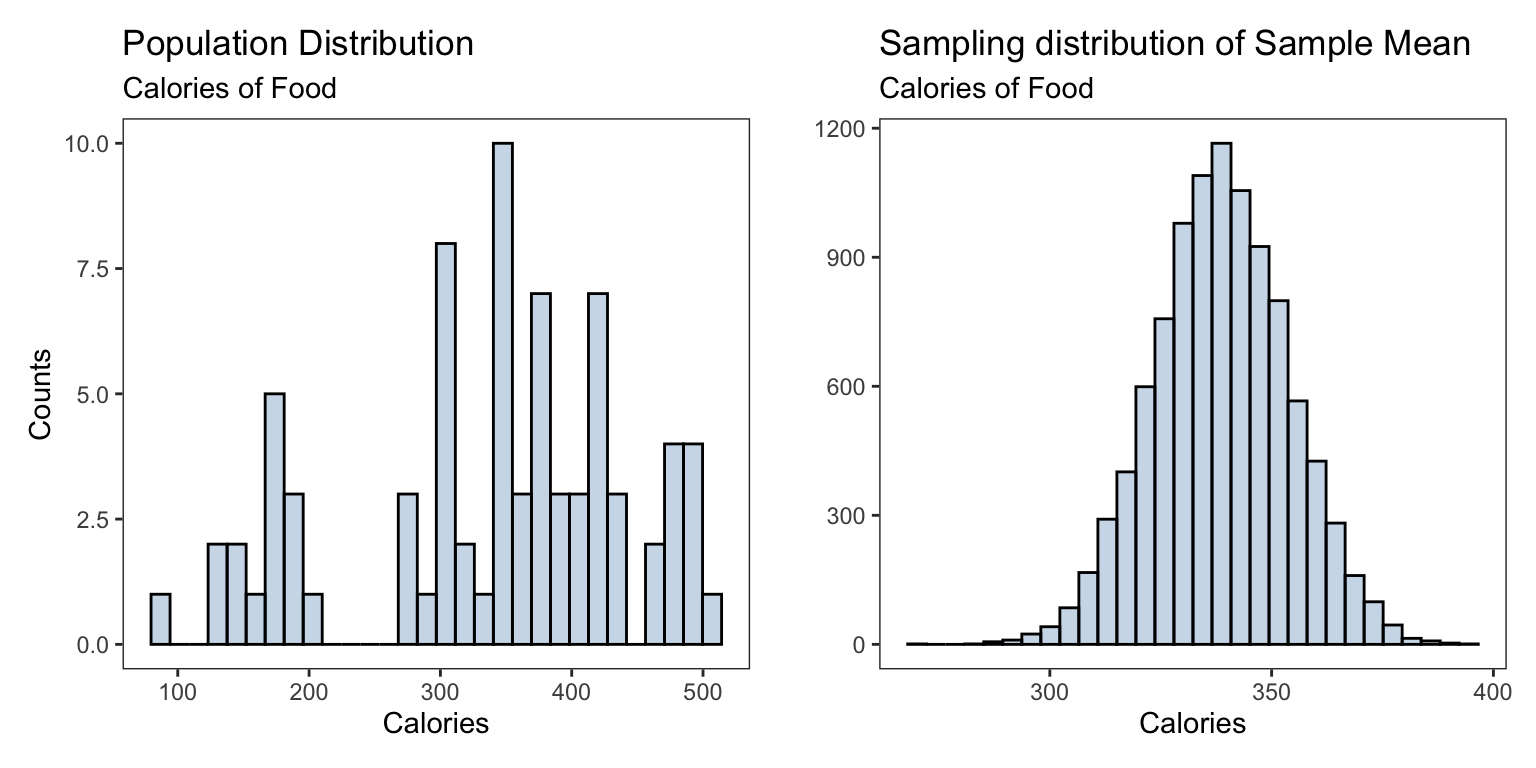 Population Distribution
Calories of Food
Counts
10.0
7.5
5.0
2.5
0.0
100 200 300 400 500
Calories
Sampling distribution of Sample Mean
Calories of Food
1200
900
600
300
0
300 350 400
Calories